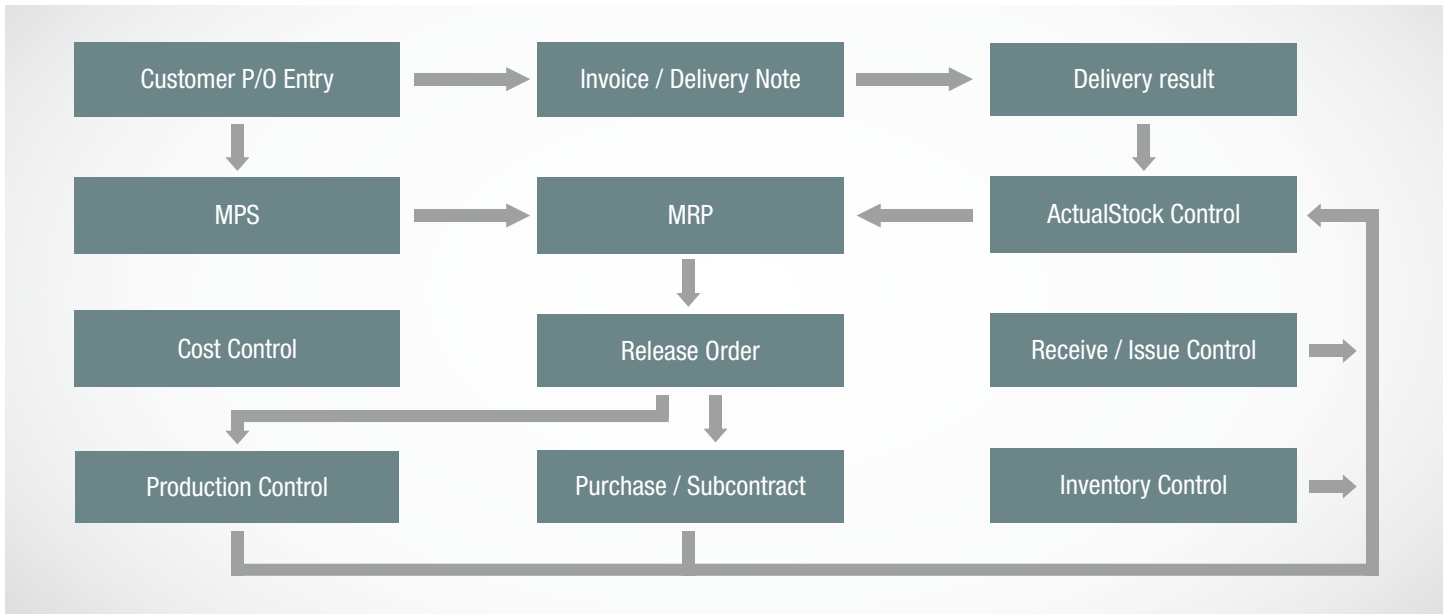 Customer P/O Entry
Invoice / Delivery Note
Delivery result
MPS
MRP
ActualStock Control
Cost Control
Release Order
Receive / Issue Control
Production Control
Purchase / Subcontract
Inventory Control